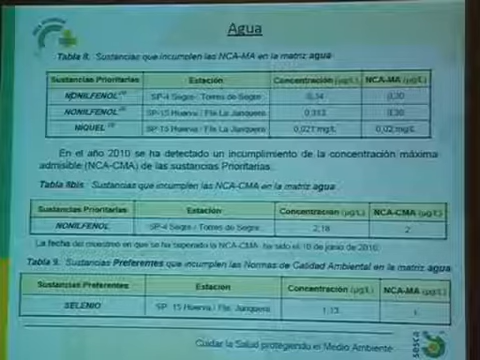 Agua
Tabla 8. Sustancias que incumplen las NCA-MA en la matriz agua
Sustancias Prioritarias Estación Concentración (µg/L) NCA-MA (µg/L)
NONILFENOL SP-4 Segre / Torres de Segre 0,34 0,30
NONILFENOL SP-15 Huerva / Fte. La Junquera 0,313 0,30
NIQUEL SP-15 Huerva / Fte. La Junquera 0,021 mg/L 0,02 mg/L
En el año 2010 se ha detectado un incumplimiento de la concentración máxima
admisible (NCA-CMA) de las sustancias Prioritarias.
Tabla 8bis. Sustancias que incumplen las NCA-CMA en la matriz agua
Sustancias Prioritarias Estación Concentración (µg/L) NCA-CMA (µg/L)
NONILFENOL SP-4 Segre / Torres de Segre 2,18 2
La fecha del muestreo en que se ha superado la NCA-CMA ha sido el 10 de junio de 2010.
Tabla 9. Sustancias Preferentes que incumplen las Normas de Calidad Ambiental en la matriz agua
Sustancias Preferentes Estación Concentración (µg/L) NCA-MA (µg/L)
SELENIO SP-15 Huerva / Fte. Junquera 1,13 1
Cuidar la Salud protegiendo el Medio Ambiente
sesca